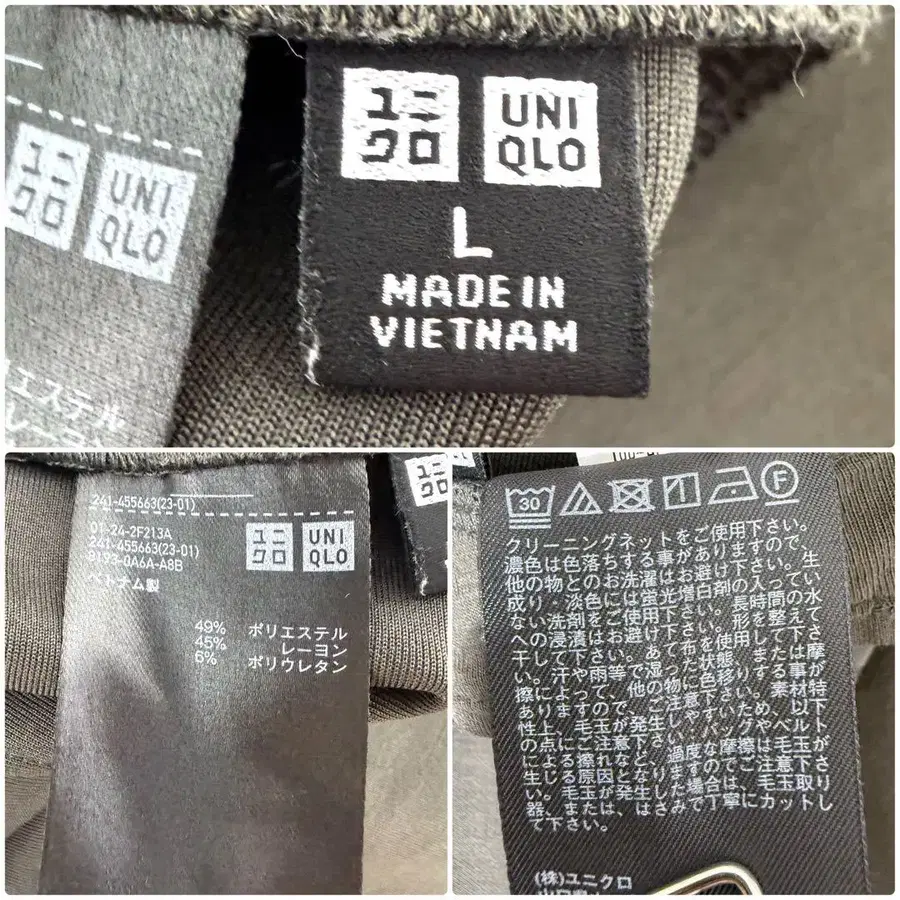 ユニ
クロ
UNI
QLO
ユニ
クロ
UNI
QLO
L
MADE IN
VIETNAM
エステル
レーヨン
241-455663(23-01)
01-24-2F213A
241-455663(23-01)
ユニ
クロ
UNI
QLO
トナム製
49% ポリエステル
45% レーヨン
6% ポリウレタン
ユニ
クロ
30
F
クリーニングネットをご使用下さい。
濃色は色落ちする事がありますので、
他の物とのお洗濯はお避け下さい。生
成り・淡色には蛍光増白剤の入ってい
ない洗剤をご使用下さい。長時間の水
への浸漬はお避け下さい。形を整えて
干して下さい。あて布を使用して下さ
い。汗や雨等で湿った状態、または摩
擦によって、他の物に色移りする事が
ありますので、ご注意下さい。素材特
性上、毛玉が発生しやすいため、以下
の点にご注意下さい・バッグやベルト
による擦れなど、過度な摩擦は毛玉が
生じる原因となりますのでご注意下さ
い。毛玉が発生した場合は、毛玉取り
器、または、はさみで丁寧にカットし
て下さい。
(株)ユニクロ